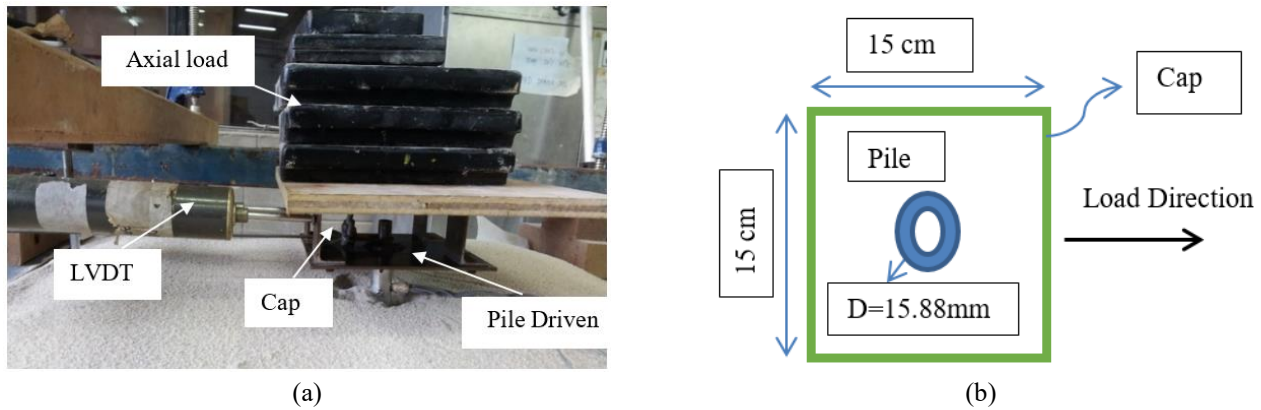 Axial load
LVDT
Cap
Pile Driven
(a)
15 cm
Cap
Pile
15 cm
Load Direction
D=15.88mm
(b)